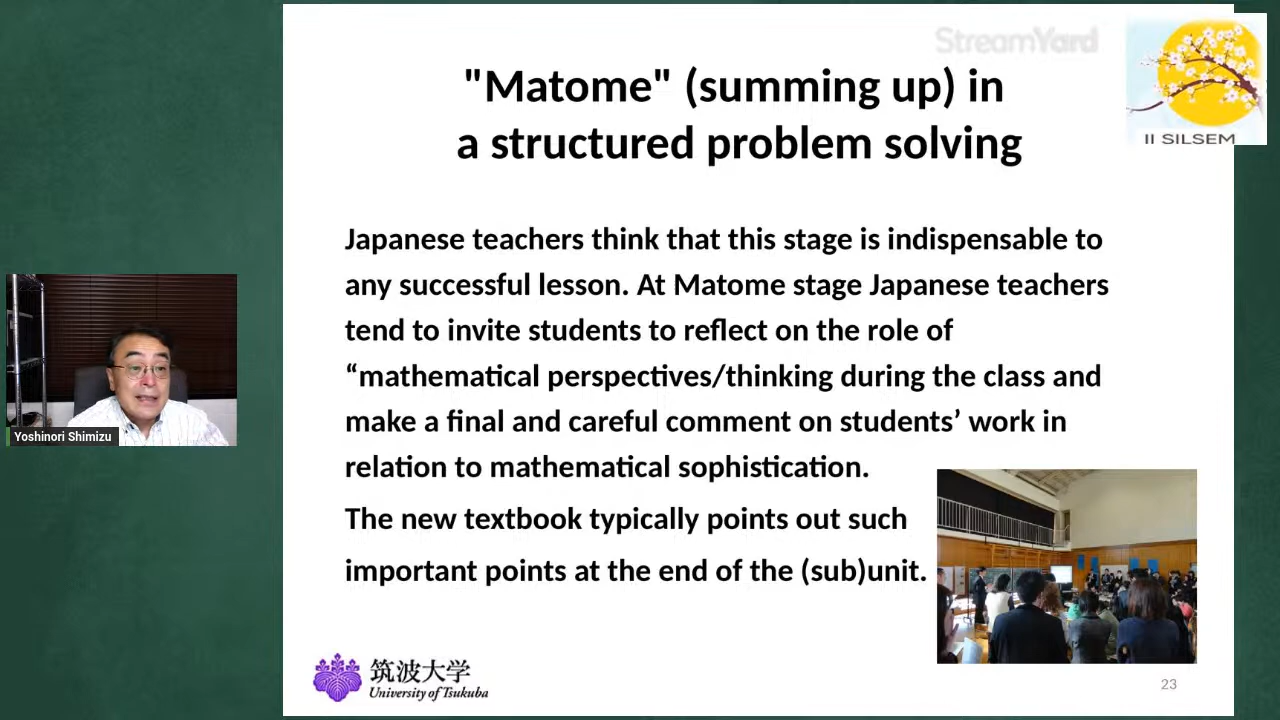 StreamYard
"Matome" (summing up) in
a structured problem solving
II SILSEM
Japanese teachers think that this stage is indispensable to
any successful lesson. At Matome stage Japanese teachers
tend to invite students to reflect on the role of
“mathematical perspectives/thinking during the class and
make a final and careful comment on students’ work in
relation to mathematical sophistication.
The new textbook typically points out such
important points at the end of the (sub)unit.
Yoshinori Shimizu
筑波大学
University of Tsukuba
23